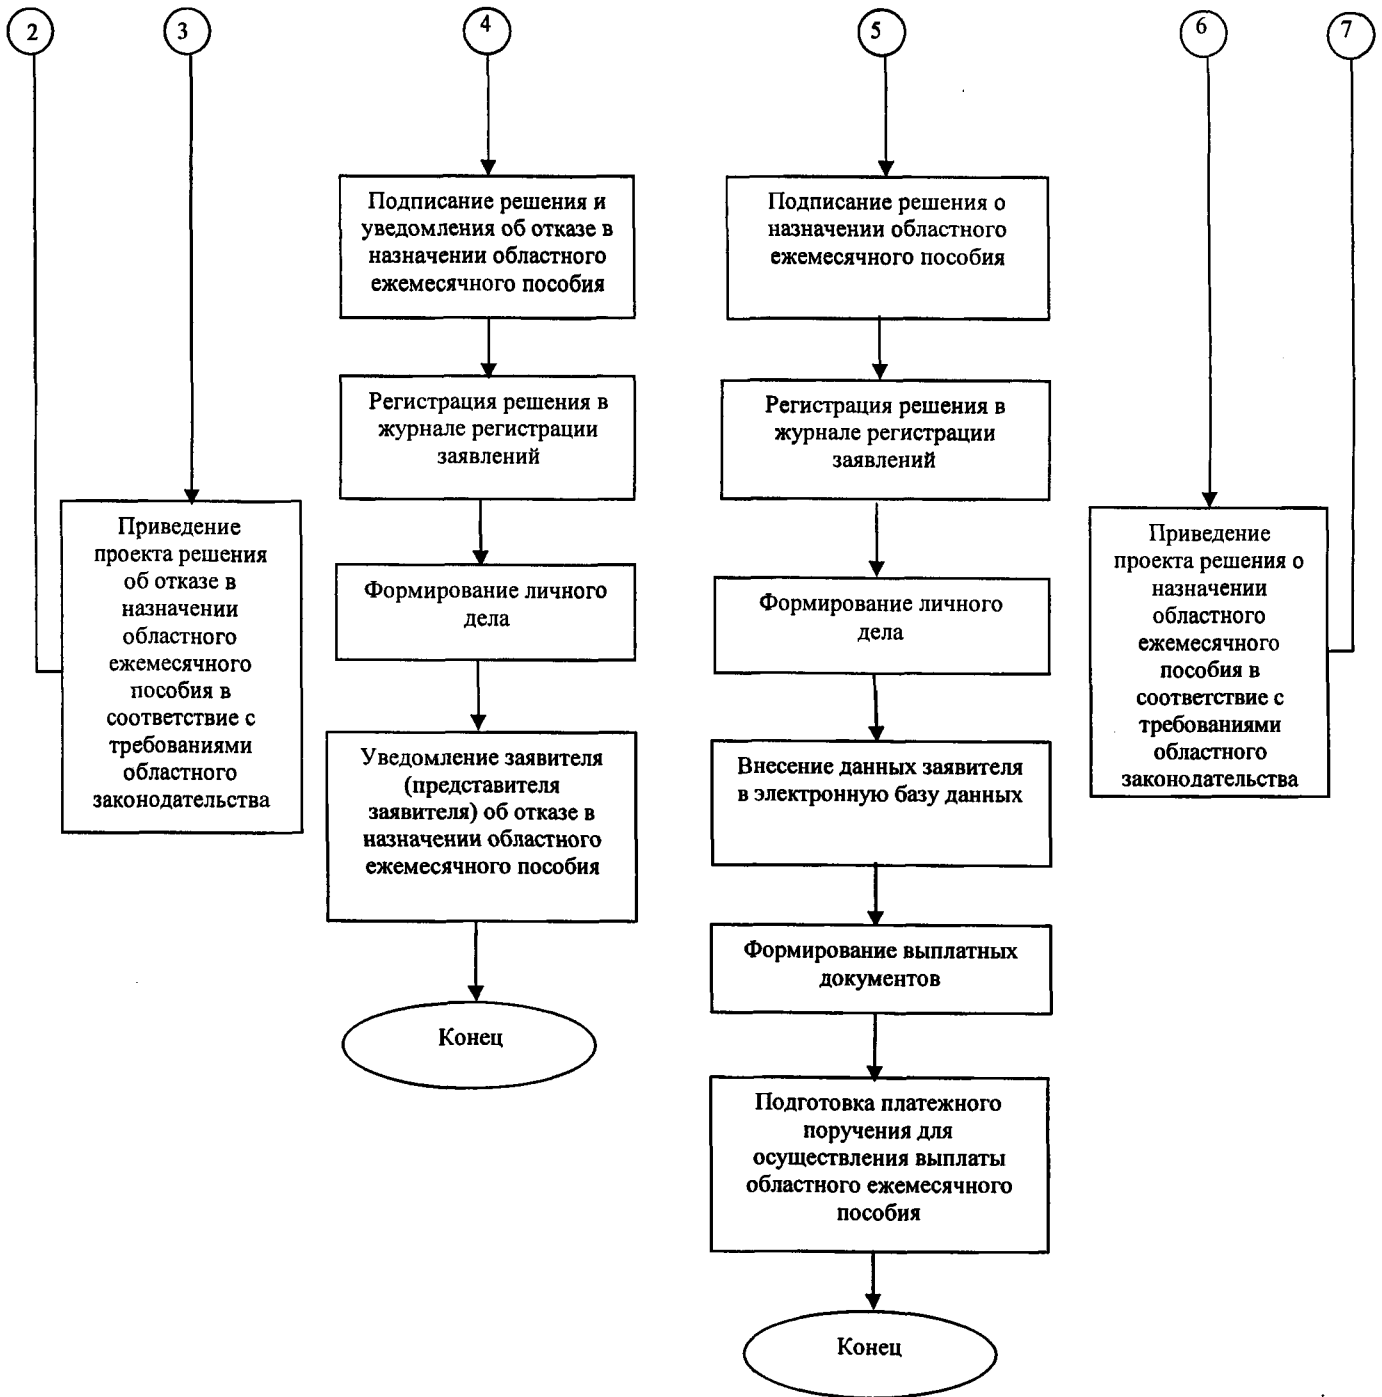 2
3
4
5
6
7
Подписание решения и
уведомления об отказе в
назначении областного
ежемесячного пособия
Подписание решения о
назначении областного
ежемесячного пособия
Регистрация решения в
журнале регистрации
заявлений
Регистрация решения в
журнале регистрации
заявлений
Приведение
проекта решения
об отказе в
назначении
областного
ежемесячного
пособия в
соответствие с
требованиями
областного
законодательства
Формирование личного
дела
Формирование личного
дела
Приведение
проекта решения о
назначении
областного
ежемесячного
пособия в
соответствие с
требованиями
областного
законодательства
Уведомление заявителя
(представителя
заявителя) об отказе в
назначении областного
ежемесячного пособия
Внесение данных заявителя
в электронную базу данных
Формирование выплатных
документов
Конец
Подготовка платежного
поручения для
осуществления выплаты
областного ежемесячного
пособия
Конец